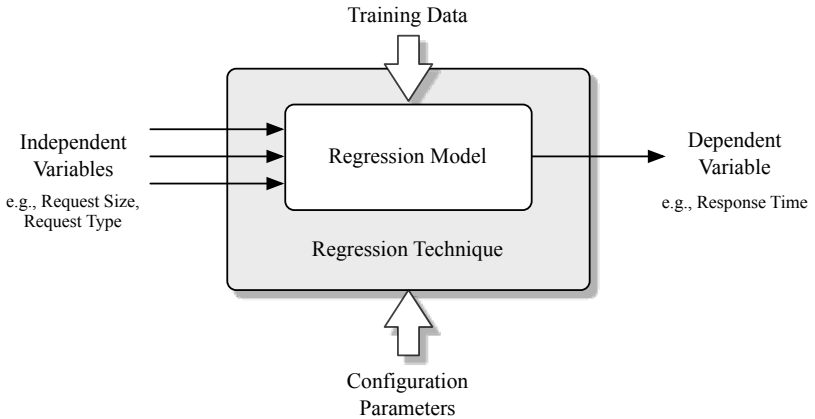 Training Data
Independent
Variables
e.g., Request Size,
Request Type
Regression Model
Dependent
Variable
e.g., Response Time
Regression Technique
Configuration
Parameters